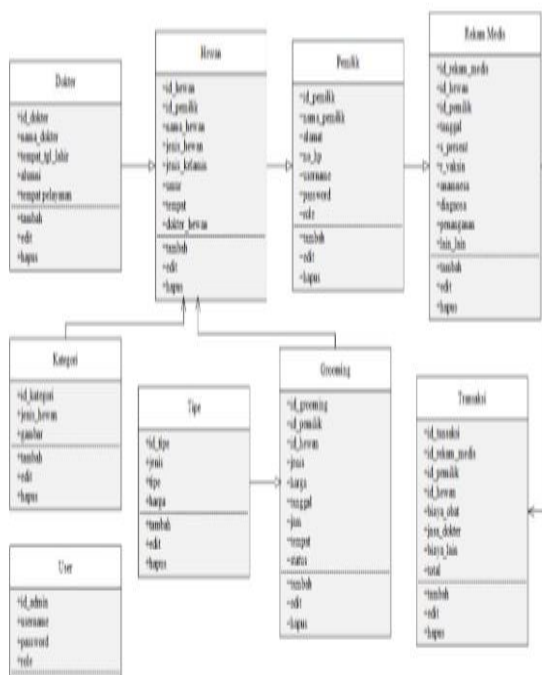 Dokter
+id_dokter
+nama_dokter
+tempat_tgl_lahir
+alumni
+tempat pelayanan
+tambah
+edit
+hapus
Hewan
+id_hewan
+id_pemilik
+nama_hewan
+jenis_hewan
+jenis_kelamin
+umur
+tempat
+dokter_hewan
+tambah
+edit
+hapus
Pemilik
+id_pemilik
+nama_pemilik
+alamat
+no_hp
+username
+password
+role
+tambah
+edit
+hapus
Rekam Medis
+id_rekam_medis
+id_hewan
+id_pemilik
+tanggal
+r_penyakit
+r_vaksin
+anamnesia
+diagnosa
+penanganan
+lain_lain
+tambah
+edit
+hapus
Kategori
+id_kategori
+jenis_hewan
+gambar
+tambah
+edit
+hapus
Tipe
+id_tipe
+jenis
+tipe
+harga
+tambah
+edit
+hapus
Grooming
+id_grooming
+id_pemilik
+id_hewan
+jenis
+harga
+tanggal
+jam
+tempat
+status
+tambah
+edit
+hapus
Transaksi
+id_transaksi
+id_rekam_medis
+id_pemilik
+id_hewan
+biaya_obat
+jasa_dokter
+biaya_lain
+total
+tambah
+edit
+hapus
User
+id_admin
+username
+password
+role